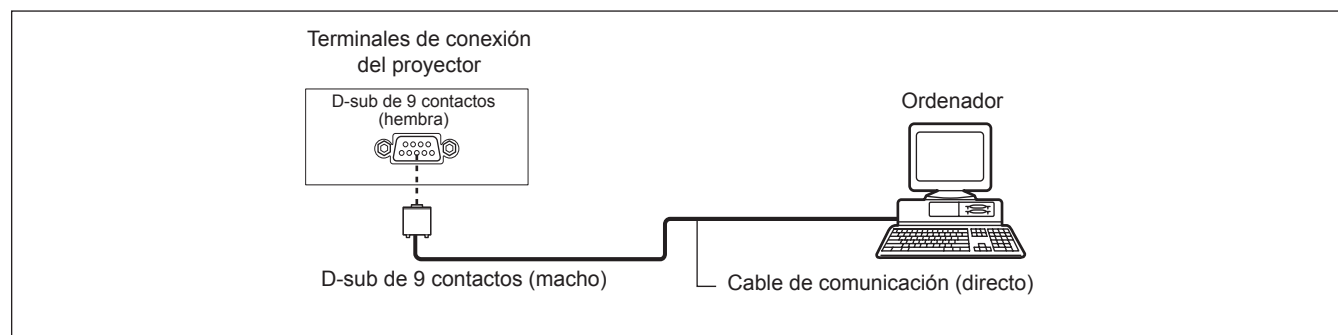 Terminales de conexión
del proyector
D-sub de 9 contactos
(hembra)
Ordenador
D-sub de 9 contactos (macho)
Cable de comunicación (directo)